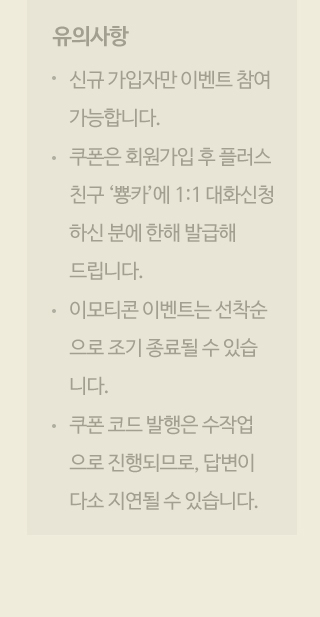 유의사항
• 신규 가입자만 이벤트 참여
가능합니다.
• 쿠폰은 회원가입 후 플러스
친구 ‘뿅카’에 1:1 대화신청
하신 분에 한해 발급해
드립니다.
• 이모티콘 이벤트는 선착순
으로 조기 종료될 수 있습
니다.
• 쿠폰 코드 발행은 수작업
으로 진행되므로, 답변이
다소 지연될 수 있습니다.